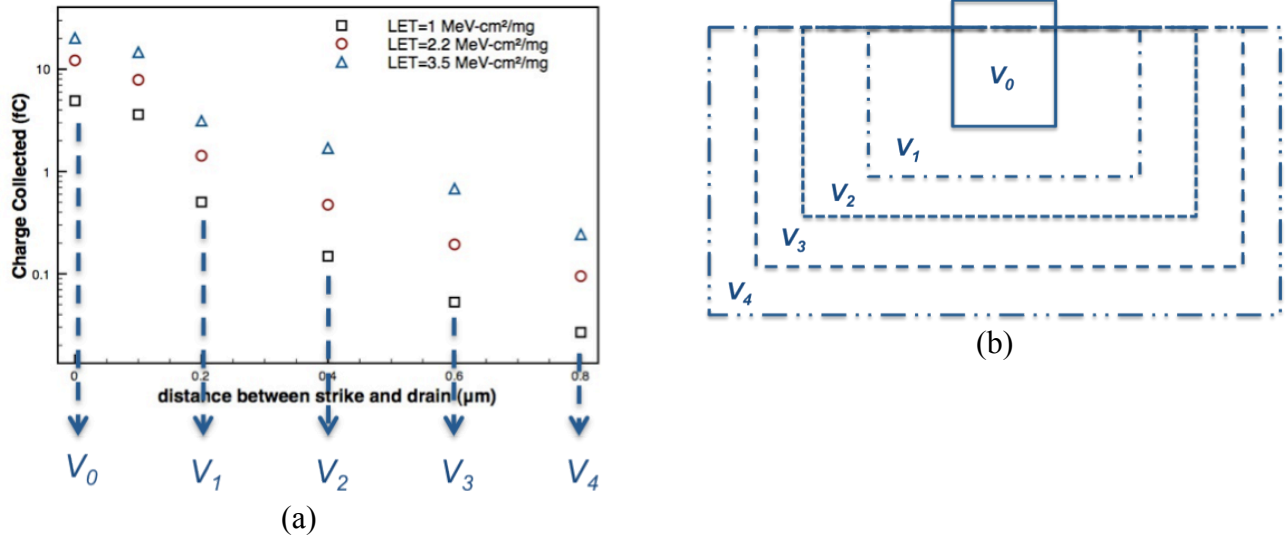 LET=1 MeV-cm²/mg
LET=2.2 MeV-cm²/mg
LET=3.5 MeV-cm²/mg
Charge Collected (fC)
10
1
0.1
0 0.2 0.4 0.6 0.8
distance between strike and drain (µm)
V0 V1 V2 V3 V4
(a)
V0
V1
V2
V3
V4
(b)